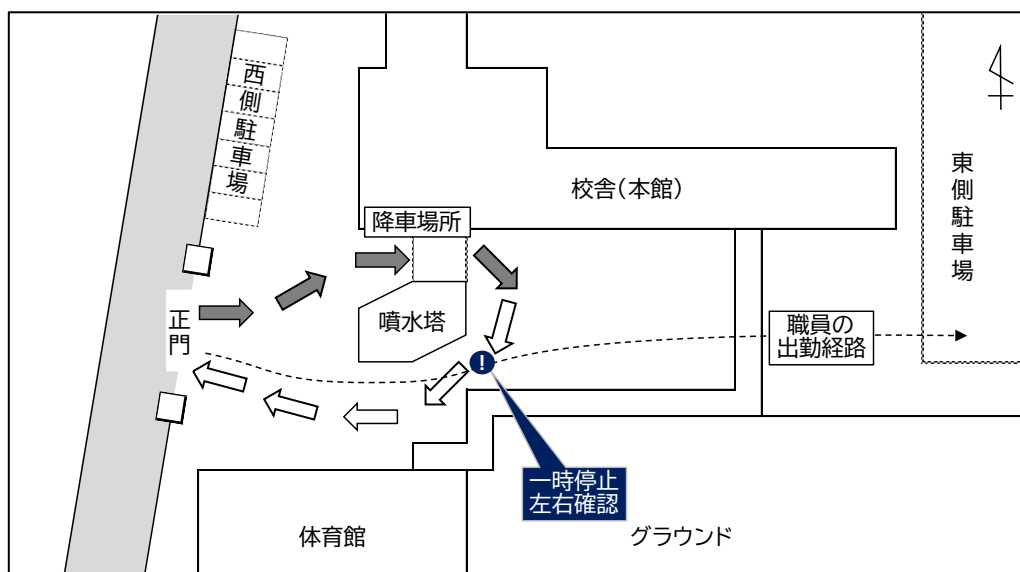 西側駐車場
校舎(本館)
東側駐車場
降車場所
正門
噴水塔
職員の
出勤経路
!
一時停止
左右確認
体育館
グラウンド